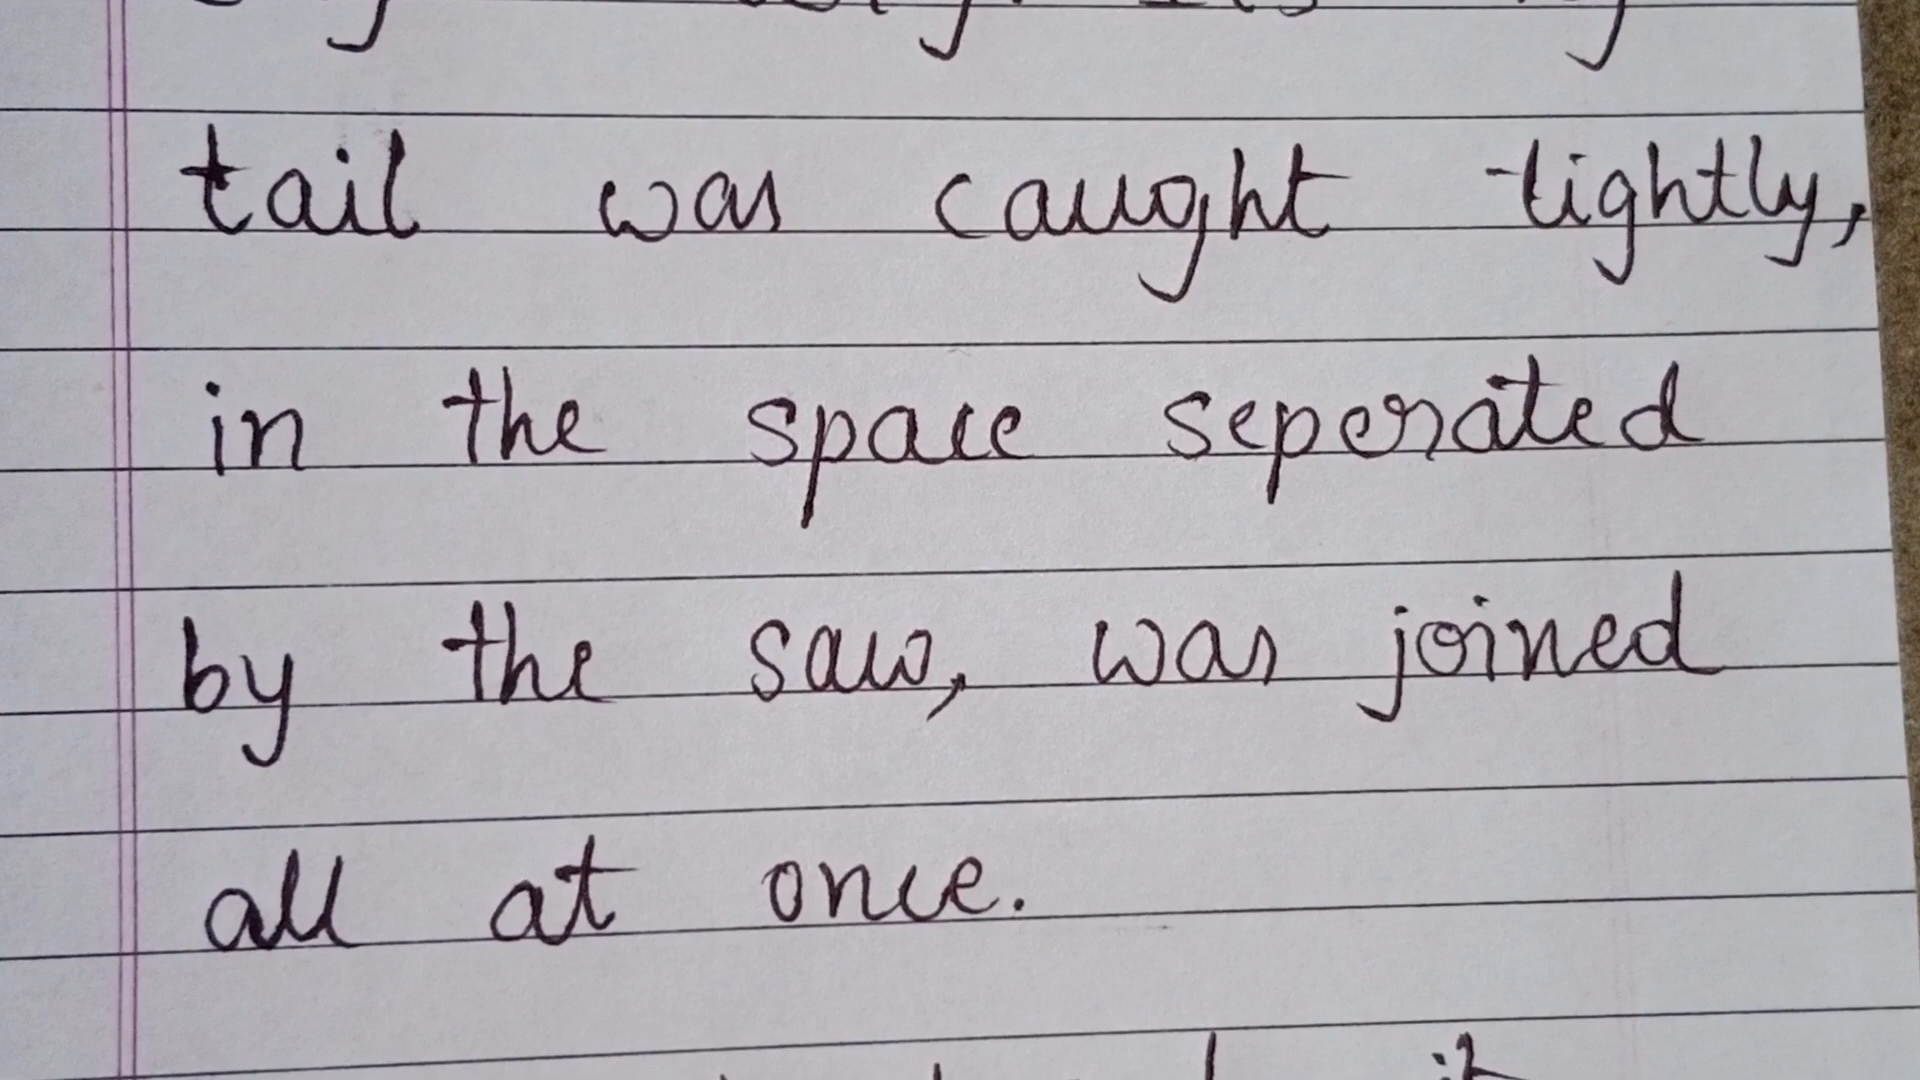 tail was caught tightly,
in the space seperated
by the saw, was joined
all at once.